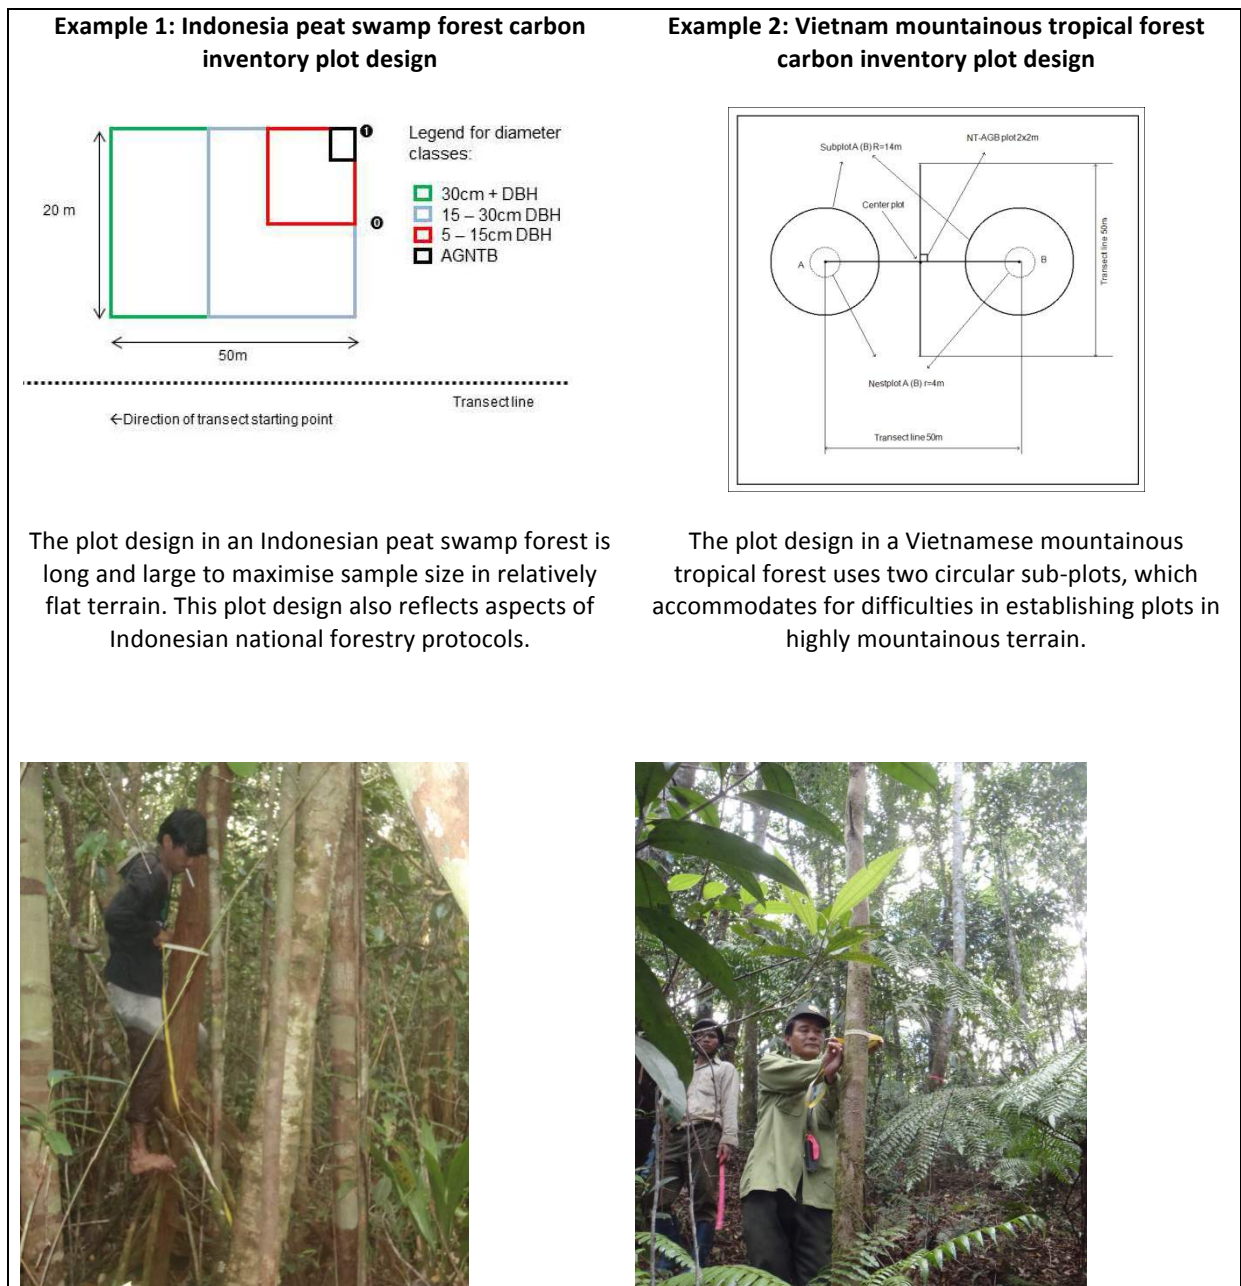 Example 1: Indonesia peat swamp forest carbon
inventory plot design
20 m
50m
❶
⓿
Legend for diameter
classes:
30cm + DBH
15 – 30cm DBH
5 – 15cm DBH
AGNTB
Transect line
←Direction of transect starting point
The plot design in an Indonesian peat swamp forest is
long and large to maximise sample size in relatively
flat terrain. This plot design also reflects aspects of
Indonesian national forestry protocols.
Example 2: Vietnam mountainous tropical forest
carbon inventory plot design
Subplot A (B) R=14m
NT-AGB plot 2x2m
Center plot
A
B
Transect line 50m
Nestplot A (B) r=4m
Transect line 50m
The plot design in a Vietnamese mountainous
tropical forest uses two circular sub-plots, which
accommodates for difficulties in establishing plots in
highly mountainous terrain.